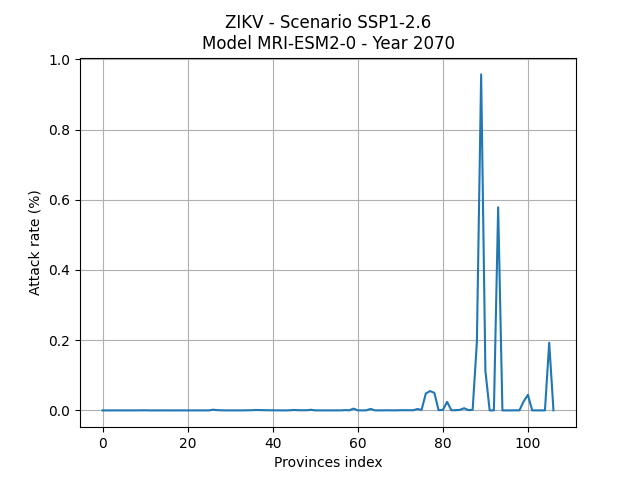 ZIKV - Scenario SSP1-2.6
Model MRI-ESM2-0 - Year 2070
1.0
0.8
0.6
0.4
0.2
0.0
Attack rate (%)
0 20 40 60 80 100
Provinces index